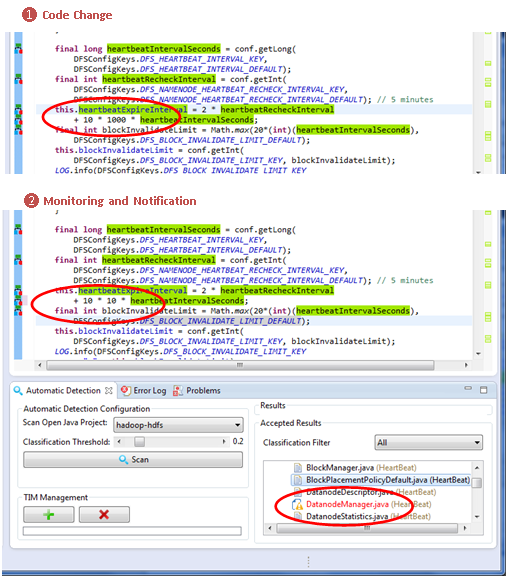 1 Code Change
final long heartbeatIntervalSeconds = conf.getLong(
DFSConfigKeys.DFS_HEARTBEAT_INTERVAL_KEY,
DFSConfigKeys.DFS_HEARTBEAT_INTERVAL_DEFAULT);
final int heartbeatRecheckInterval = conf.getInt(
DFSConfigKeys.DFS_NAMENODE_HEARTBEAT_RECHECK_INTERVAL_KEY,
DFSConfigKeys.DFS_NAMENODE_HEARTBEAT_RECHECK_INTERVAL_DEFAULT); // 5 minutes
this.heartbeatExpireInterval = 2 * heartbeatRecheckInterval
+ 10 * 1000 * heartbeatIntervalSeconds;
final int blockInvalidateLimit = Math.max(20*(int)(heartbeatIntervalSeconds),
DFSConfigKeys.DFS_BLOCK_INVALIDATE_LIMIT_DEFAULT);
this.blockInvalidateLimit = conf.getInt(
DFSConfigKeys.DFS_BLOCK_INVALIDATE_LIMIT_KEY, blockInvalidateLimit);
LOG.info(DFSConfigKeys.DFS_BLOCK_INVALIDATE_LIMIT_KEY
2 Monitoring and Notification
}
final long heartbeatIntervalSeconds = conf.getLong(
DFSConfigKeys.DFS_HEARTBEAT_INTERVAL_KEY,
DFSConfigKeys.DFS_HEARTBEAT_INTERVAL_DEFAULT);
final int heartbeatRecheckInterval = conf.getInt(
DFSConfigKeys.DFS_NAMENODE_HEARTBEAT_RECHECK_INTERVAL_KEY,
DFSConfigKeys.DFS_NAMENODE_HEARTBEAT_RECHECK_INTERVAL_DEFAULT); // 5 minutes
this.heartbeatExpireInterval = 2 * heartbeatRecheckInterval
+ 10 * 10 * heartbeatIntervalSeconds;
final int blockInvalidateLimit = Math.max(20*(int)(heartbeatIntervalSeconds),
DFSConfigKeys.DFS_BLOCK_INVALIDATE_LIMIT_DEFAULT);
this.blockInvalidateLimit = conf.getInt(
DFSConfigKeys.DFS_BLOCK_INVALIDATE_LIMIT_KEY, blockInvalidateLimit);
LOG.info(DFSConfigKeys.DFS_BLOCK_INVALIDATE_LIMIT_KEY
Automatic Detection Error Log Problems
Automatic Detection Configuration
Scan Open Java Project: hadoop-hdfs
Classification Threshold: 0.2
Scan
TIM Management
Results
Accepted Results
Classification Filter All
BlockManager.java (HeartBeat)
BlockPlacementPolicyDefault.java (HeartBeat)
DatanodeDescriptor.java (HeartBeat)
DatanodeManager.java (HeartBeat)
DatanodeStatistics.java (HeartBeat)